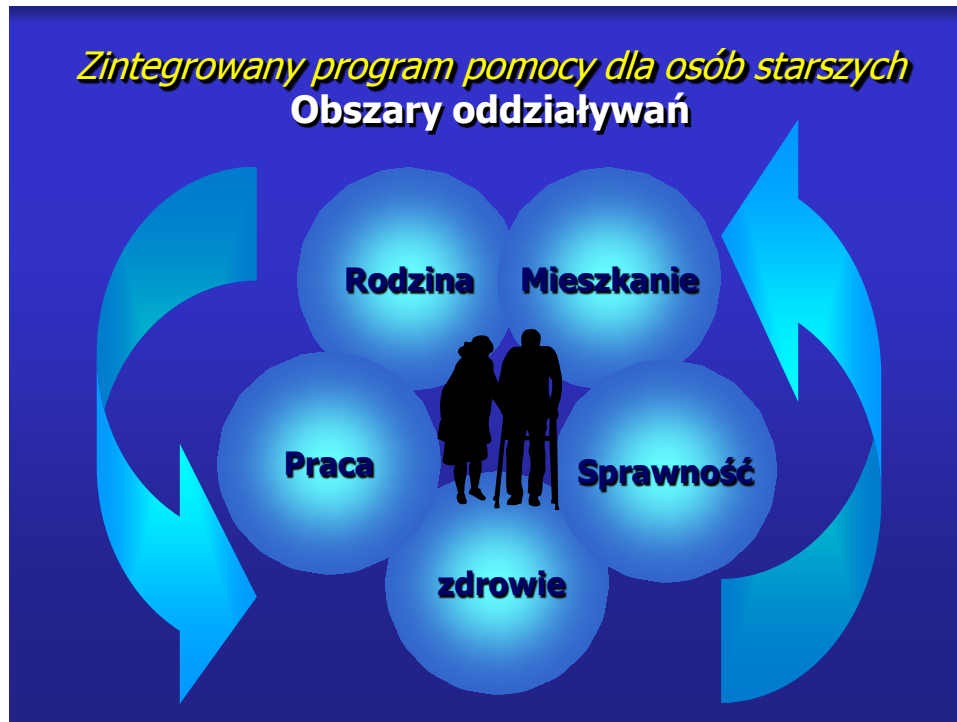 Zintegrowany program pomocy dla osób starszych
Obszary oddziaływań
Rodzina
Mieszkanie
Praca
Sprawność
zdrowie